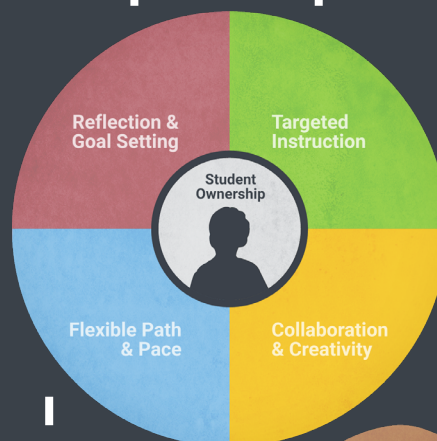 Reflection &
Goal Setting
Targeted
Instruction
Student
Ownership
Flexible Path
& Pace
Collaboration
& Creativity